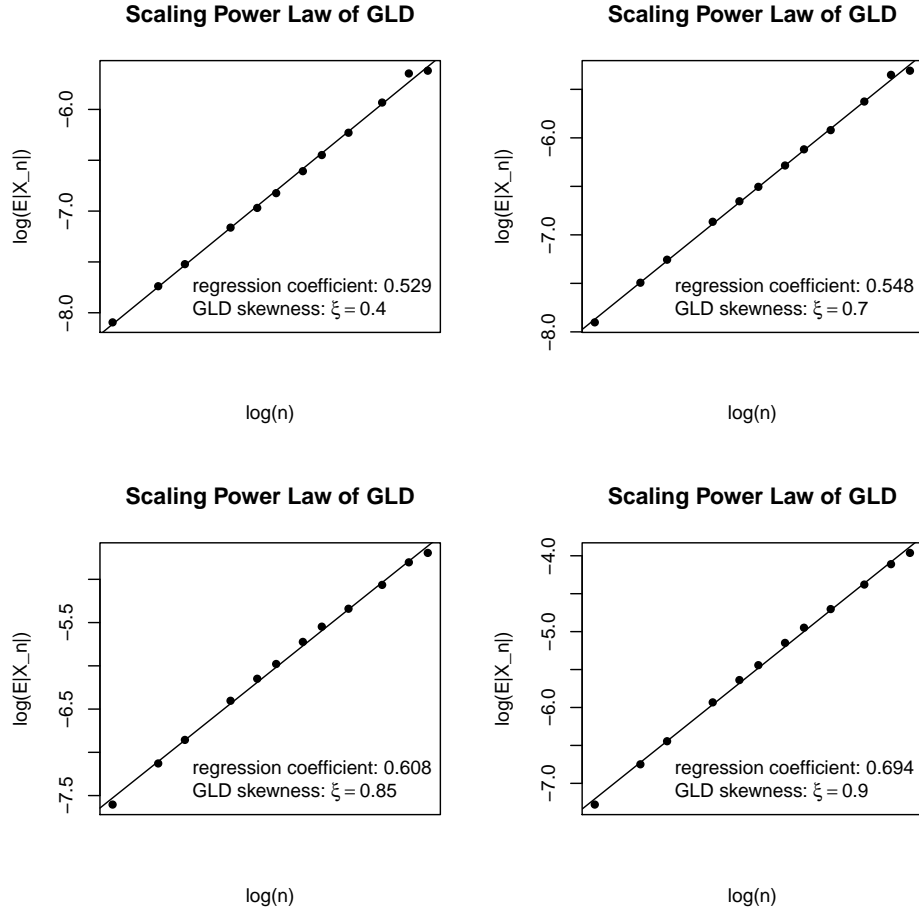 Scaling Power Law of GLD
log(E|X_n|)
−6.0
−7.0
−8.0
regression coefficient: 0.529
GLD skewness: ξ = 0.4
log(n)
Scaling Power Law of GLD
log(E|X_n|)
−6.0
−7.0
−8.0
regression coefficient: 0.548
GLD skewness: ξ = 0.7
log(n)
Scaling Power Law of GLD
log(E|X_n|)
−5.5
−6.5
−7.5
regression coefficient: 0.608
GLD skewness: ξ = 0.85
log(n)
Scaling Power Law of GLD
log(E|X_n|)
−4.0
−5.0
−6.0
−7.0
regression coefficient: 0.694
GLD skewness: ξ = 0.9
log(n)